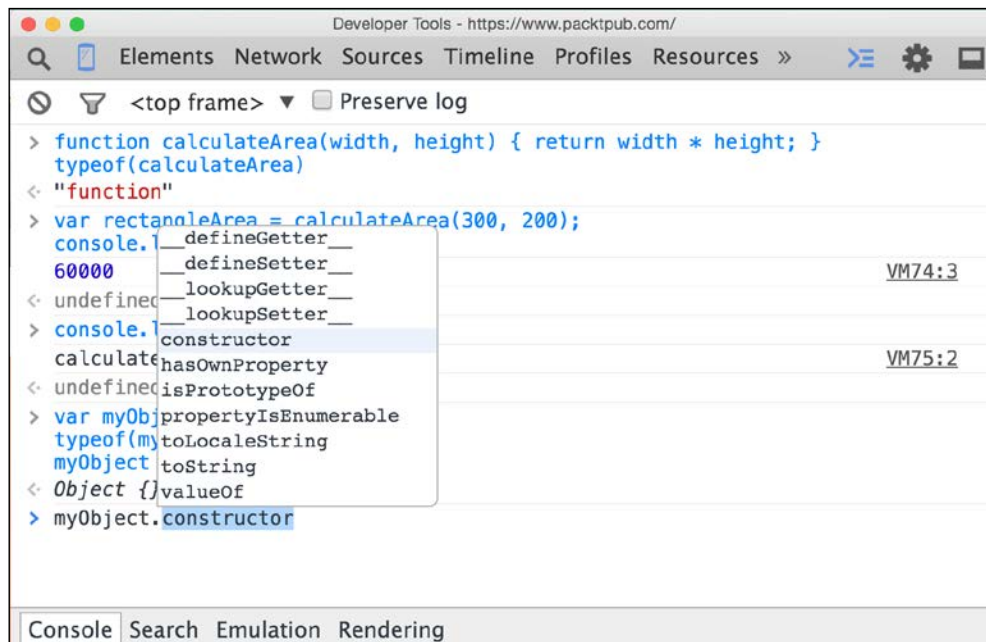 Developer Tools - https://www.packtpub.com/
Elements Network Sources Timeline Profiles Resources »
<top frame> ▼ Preserve log
> function calculateArea(width, height) { return width * height; }
typeof(calculateArea)
<· "function"
> var rectangleArea = calculateArea(300, 200);
console.l
60000 VM74:3
<· undefined
> console.l
calculate VM75:2
<· undefined
> var myObj
typeof(my
myObject
<· Object {}
> myObject.constructor
__defineGetter__
__defineSetter__
__lookupGetter__
__lookupSetter__
constructor
hasOwnProperty
isPrototypeOf
propertyIsEnumerable
toLocaleString
toString
valueOf
Console Search Emulation Rendering